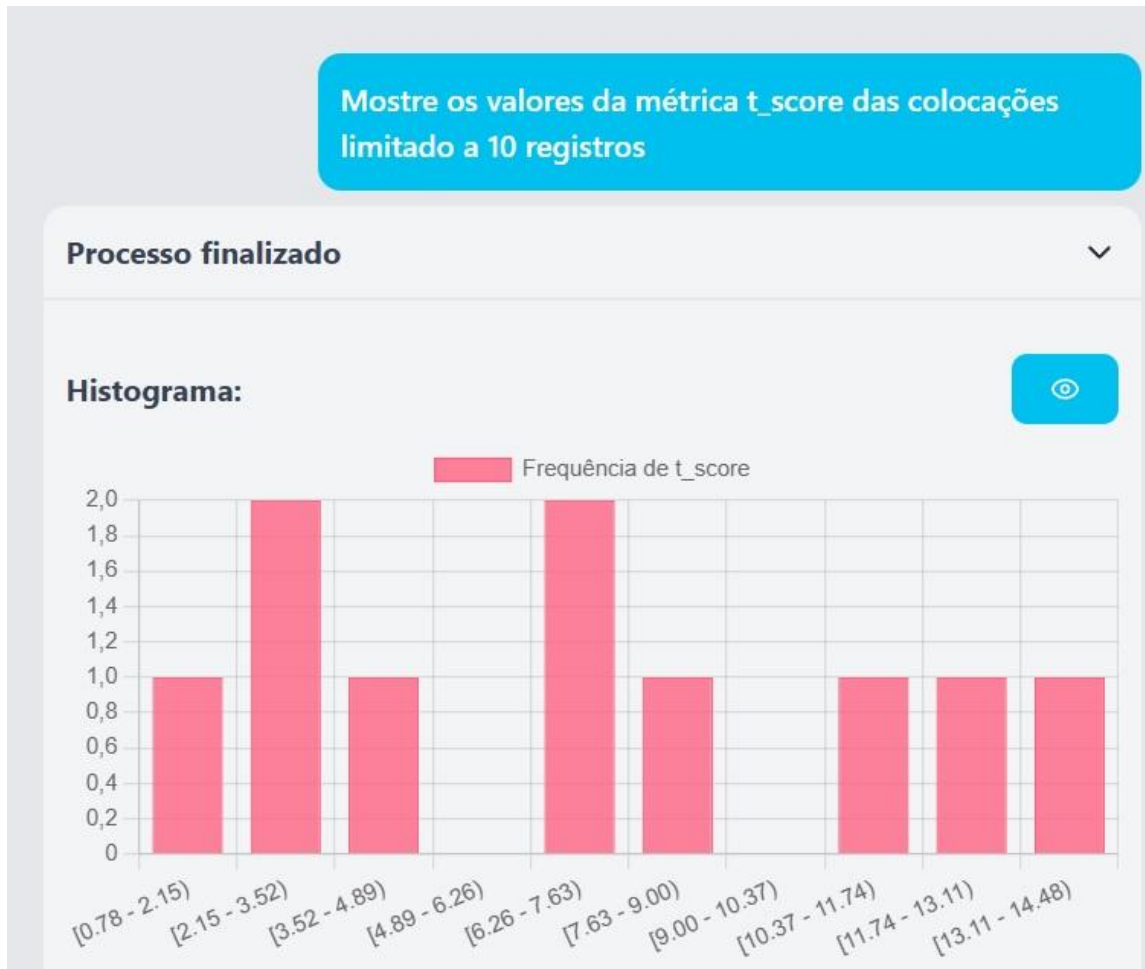 Mostre os valores da métrica t_score das colocações
limitado a 10 registros
Processo finalizado
Histograma:
Frequência de t_score
2,0
1,8
1,6
1,4
1,2
1,0
0,8
0,6
0,4
0,2
0
[0.78 - 2.15)
[2.15 - 3.52)
[3.52 - 4.89)
[4.89 - 6.26)
[6.26 - 7.63)
[7.63 - 9.00)
[9.00 - 10.37)
[10.37 - 11.74)
[11.74 - 13.11)
[13.11 - 14.48)